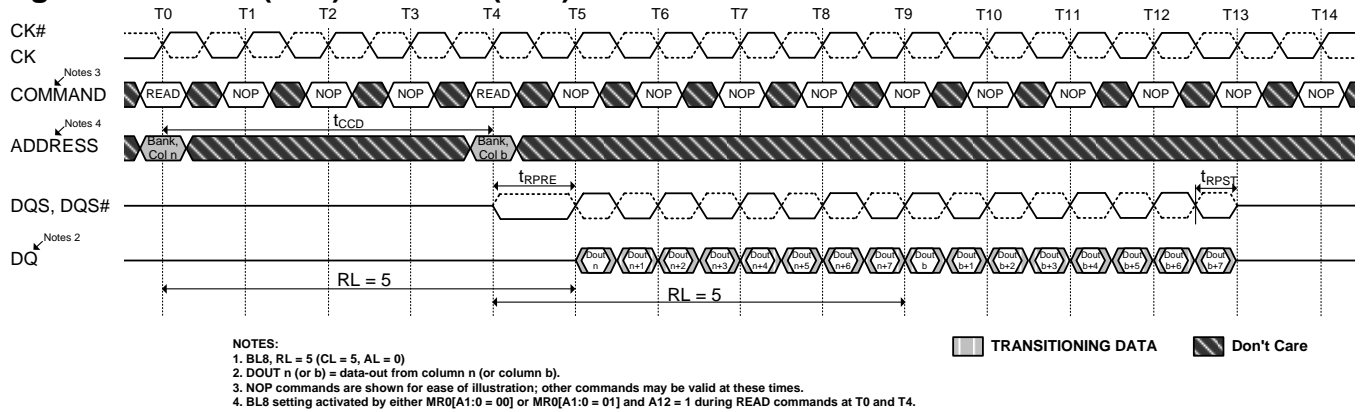 T0 T1 T2 T3 T4 T5 T6 T7 T8 T9 T10 T11 T12 T13 T14
CK#
CK
Notes 3
COMMAND READ NOP NOP NOP READ NOP NOP NOP NOP NOP NOP NOP NOP NOP NOP
tCCD
Notes 4
ADDRESS Bank, Col n Bank, Col b
tRPRE tRPST
DQS, DQS#
Notes 2
DQ Dout n Dout n+1 Dout n+2 Dout n+3 Dout n+4 Dout n+5 Dout n+6 Dout n+7 Dout b Dout b+1 Dout b+2 Dout b+3 Dout b+4 Dout b+5 Dout b+6 Dout b+7
RL = 5 RL = 5
NOTES:
1. BL8, RL = 5 (CL = 5, AL = 0)
2. DOUT n (or b) = data-out from column n (or column b).
3. NOP commands are shown for ease of illustration; other commands may be valid at these times.
4. BL8 setting activated by either MR0[A1:0 = 00] or MR0[A1:0 = 01] and A12 = 1 during READ commands at T0 and T4.
TRANSITIONING DATA Don't Care